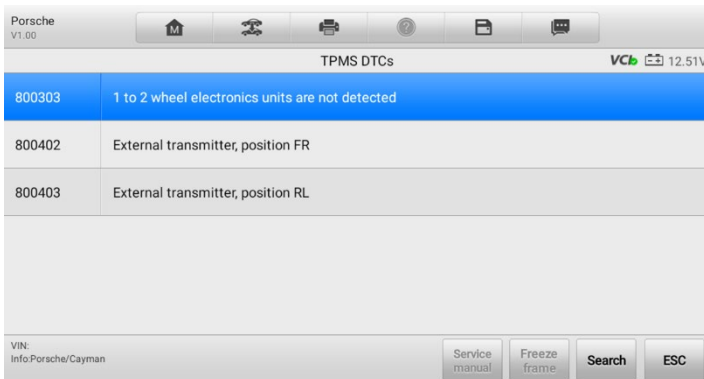 Porsche
V1.00
M
?
TPMS DTCs
VCI 12.51V
800303 1 to 2 wheel electronics units are not detected
800402 External transmitter, position FR
800403 External transmitter, position RL
VIN:
Info:Porsche/Cayman
Service manual
Freeze frame
Search
ESC